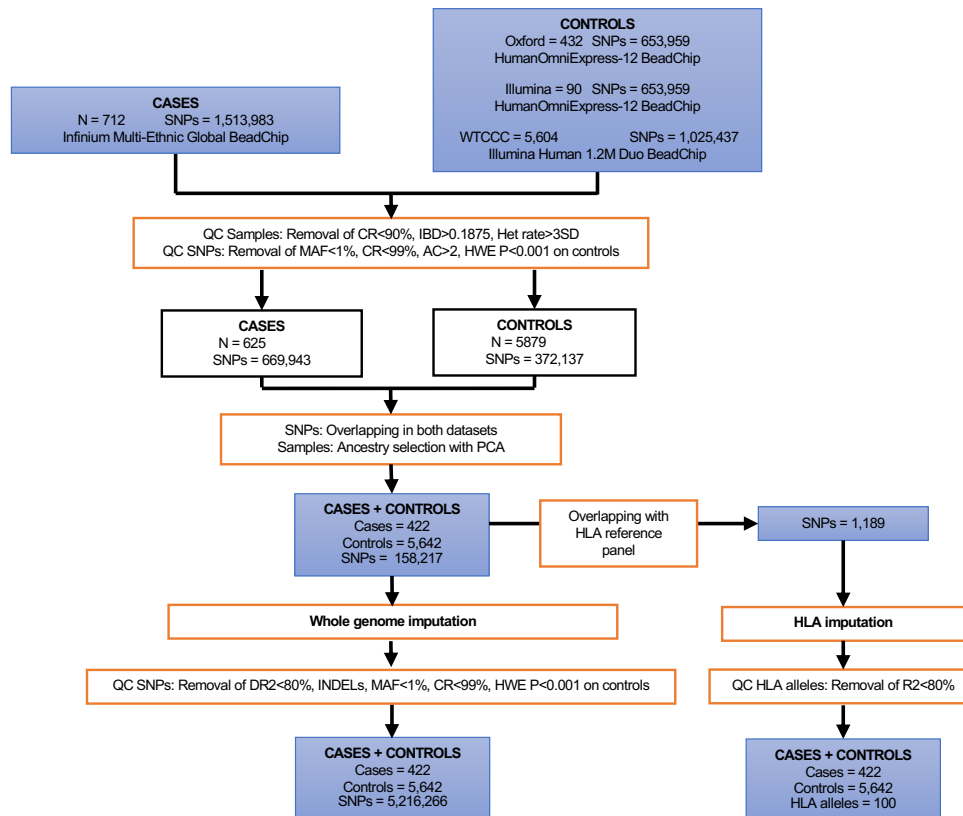 CONTROLS
Oxford = 432 SNPs = 653,959
HumanOmniExpress-12 BeadChip
Illumina = 90 SNPs = 653,959
HumanOmniExpress-12 BeadChip
WTCCC = 5,604 SNPs = 1,025,437
Illumina Human 1.2M Duo BeadChip
CASES
N = 712 SNPs = 1,513,983
Infinium Multi-Ethnic Global BeadChip
QC Samples: Removal of CR<90%, IBD>0.1875, Het rate>3SD
QC SNPs: Removal of MAF<1%, CR<99%, AC>2, HWE P<0.001 on controls
CASES
N = 625
SNPs = 669,943
CONTROLS
N = 5879
SNPs = 372,137
SNPs: Overlapping in both datasets
Samples: Ancestry selection with PCA
CASES + CONTROLS
Cases = 422
Controls = 5,642
SNPs = 158,217
Overlapping with
HLA reference
panel
SNPs = 1,189
Whole genome imputation
HLA imputation
QC SNPs: Removal of DR2<80%, INDELs, MAF<1%, CR<99%, HWE P<0.001 on controls
QC HLA alleles: Removal of R2<80%
CASES + CONTROLS
Cases = 422
Controls = 5,642
SNPs = 5,216,266
CASES + CONTROLS
Cases = 422
Controls = 5,642
HLA alleles = 100